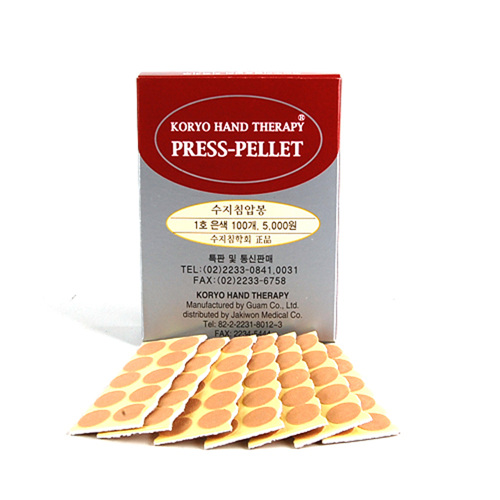 KORYO HAND THERAPY®
PRESS-PELLET
수지침압봉
1호 은색 100개, 5,000원
수지침학회 正品
특판 및 통신판매
TEL:(02)2233-0841,0031
FAX:(02)2233-6758
KORYO HAND THERAPY
Manufactured by Guam Co., Ltd.
distributed by Jakiwon Medical Co.
Tel: 82-2-2231-8012~3
FAX: 2234-5444